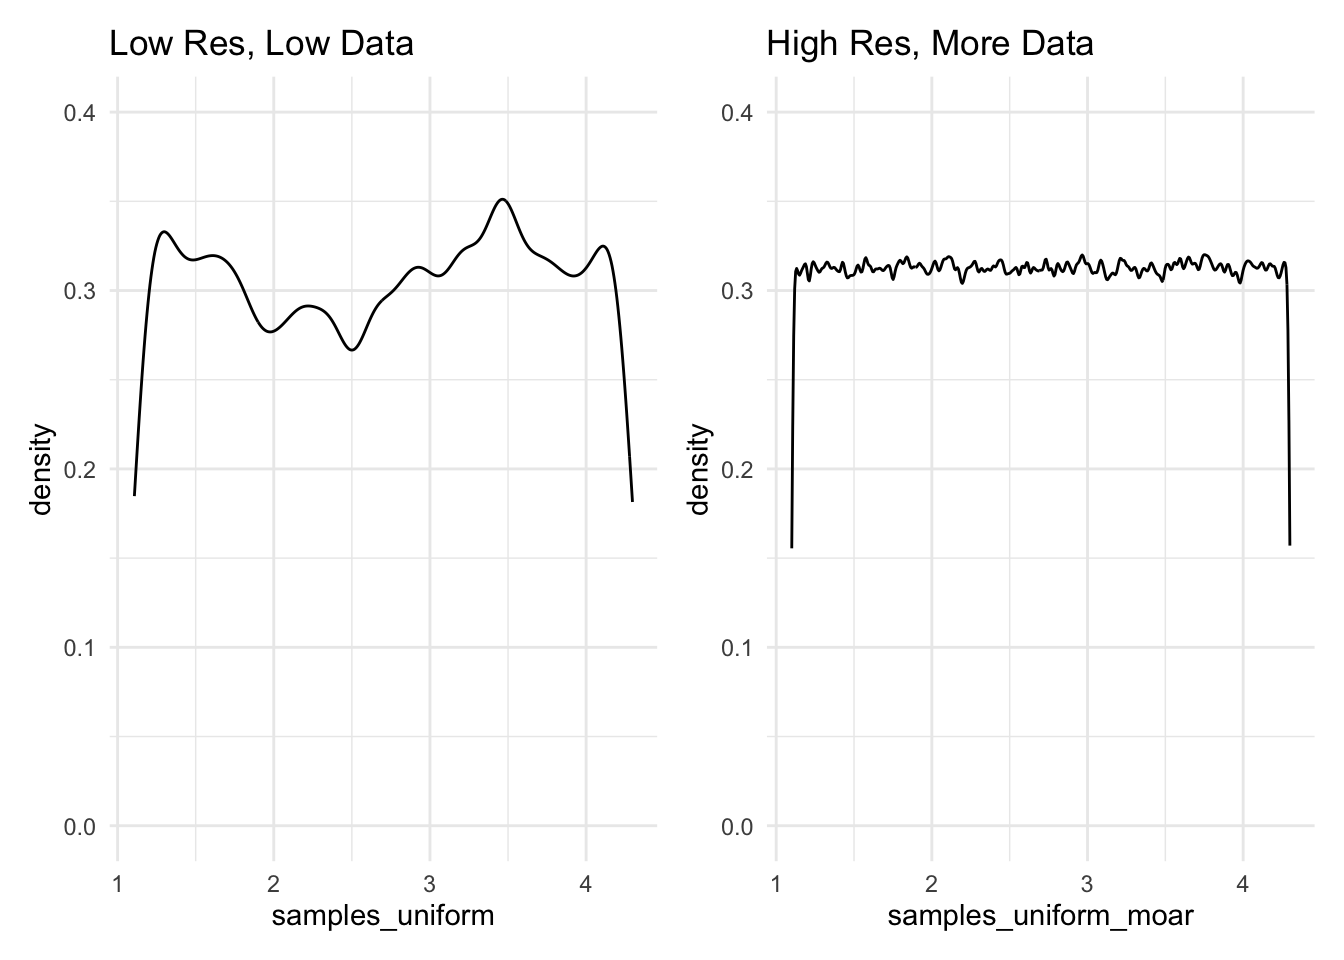 Low Res, Low Data
0.4
0.3
0.2
0.1
0.0
density
1 2 3 4
samples_uniform
High Res, More Data
0.4
0.3
0.2
0.1
0.0
density
1 2 3 4
samples_uniform_moar